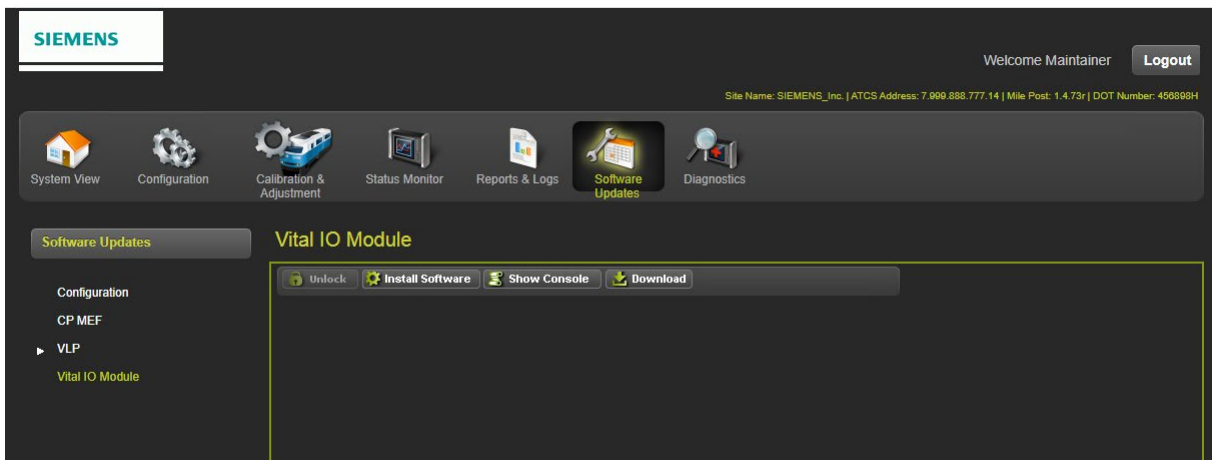 SIEMENS
Welcome Maintainer
Logout
Site Name: SIEMENS_Inc. | ATCS Address: 7.999.888.777.14 | Mile Post: 1.4.73r | DOT Number: 456898H
System View
Configuration
Calibration &
Adjustment
Status Monitor
Reports & Logs
Software
Updates
Diagnostics
Software Updates
Configuration
CP MEF
VLP
Vital IO Module
Vital IO Module
Unlock
Install Software
Show Console
Download